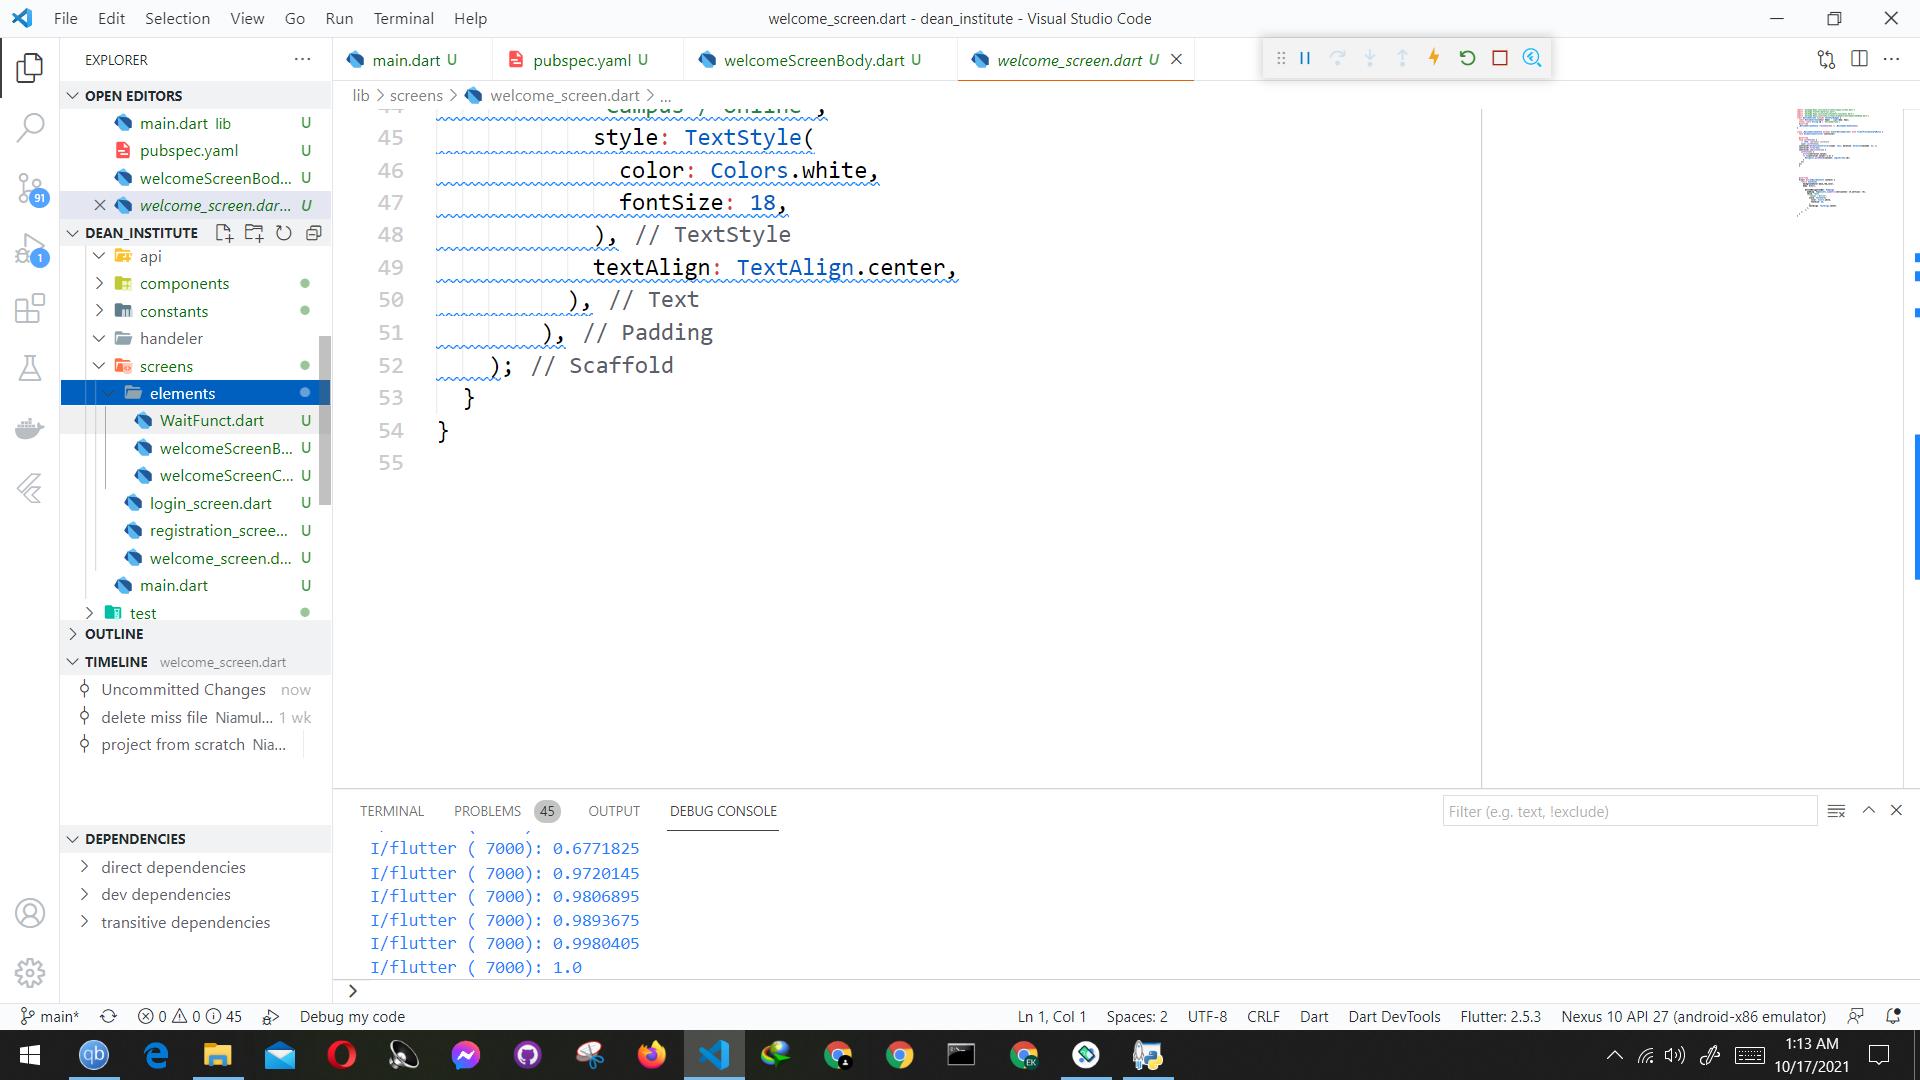 File Edit Selection View Go Run Terminal Help
welcome_screen.dart - dean_institute - Visual Studio Code
EXPLORER
OPEN EDITORS
main.dart lib U
pubspec.yaml U
welcomeScreenBod... U
welcome_screen.dar... U
DEAN_INSTITUTE
api
components
constants
handeler
screens
elements
WaitFunct.dart U
welcomeScreenB... U
welcomeScreenC... U
login_screen.dart U
registration_scree... U
welcome_screen.d... U
main.dart U
test
OUTLINE
TIMELINE welcome_screen.dart
Uncommitted Changes now
delete miss file Niamul... 1 wk
project from scratch Nia...
DEPENDENCIES
direct dependencies
dev dependencies
transitive dependencies
91
1
main.dart U
pubspec.yaml U
welcomeScreenBody.dart U
welcome_screen.dart U
lib > screens > welcome_screen.dart > ...
44 Campus / Online ,
45 style: TextStyle(
46 color: Colors.white,
47 fontSize: 18,
48 ), // TextStyle
49 textAlign: TextAlign.center,
50 ), // Text
51 ), // Padding
52 ); // Scaffold
53 }
54 }
55
TERMINAL PROBLEMS 45 OUTPUT DEBUG CONSOLE
Filter (e.g. text, !exclude)
I/flutter ( 7000): 0.6771825
I/flutter ( 7000): 0.9720145
I/flutter ( 7000): 0.9806895
I/flutter ( 7000): 0.9893675
I/flutter ( 7000): 0.9980405
I/flutter ( 7000): 1.0
>
main* 0 0 45 Debug my code
Ln 1, Col 1 Spaces: 2 UTF-8 CRLF Dart Dart DevTools Flutter: 2.5.3 Nexus 10 API 27 (android-x86 emulator)
qb
EK
1:13 AM
10/17/2021